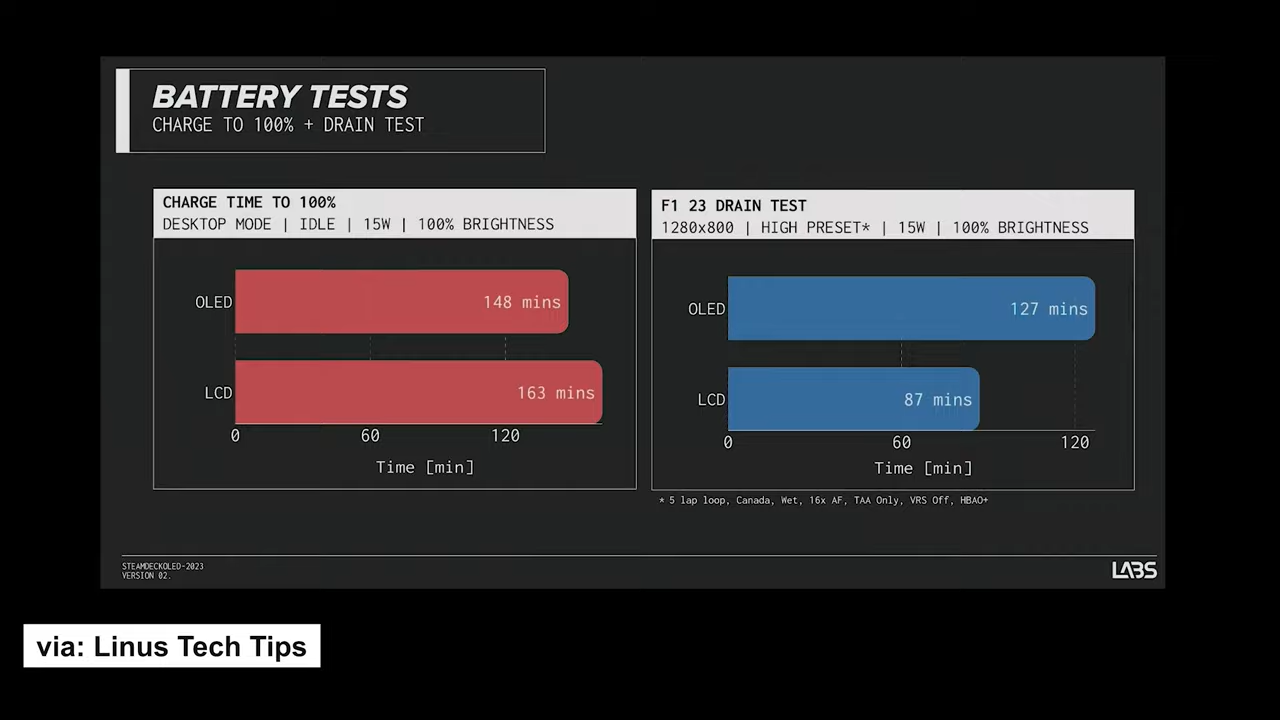 BATTERY TESTS
CHARGE TO 100% + DRAIN TEST
CHARGE TIME TO 100%
DESKTOP MODE | IDLE | 15W | 100% BRIGHTNESS
OLED
148 mins
LCD
163 mins
0 60 120
Time [min]
F1 23 DRAIN TEST
1280x800 | HIGH PRESET* | 15W | 100% BRIGHTNESS
OLED
127 mins
LCD
87 mins
0 60 120
Time [min]
* 5 lap loop, Canada, Wet, 16x AF, TAA Only, VRS Off, HBAO+
STEAMDECKOLED-2023
VERSION 02.
LABS
via: Linus Tech Tips